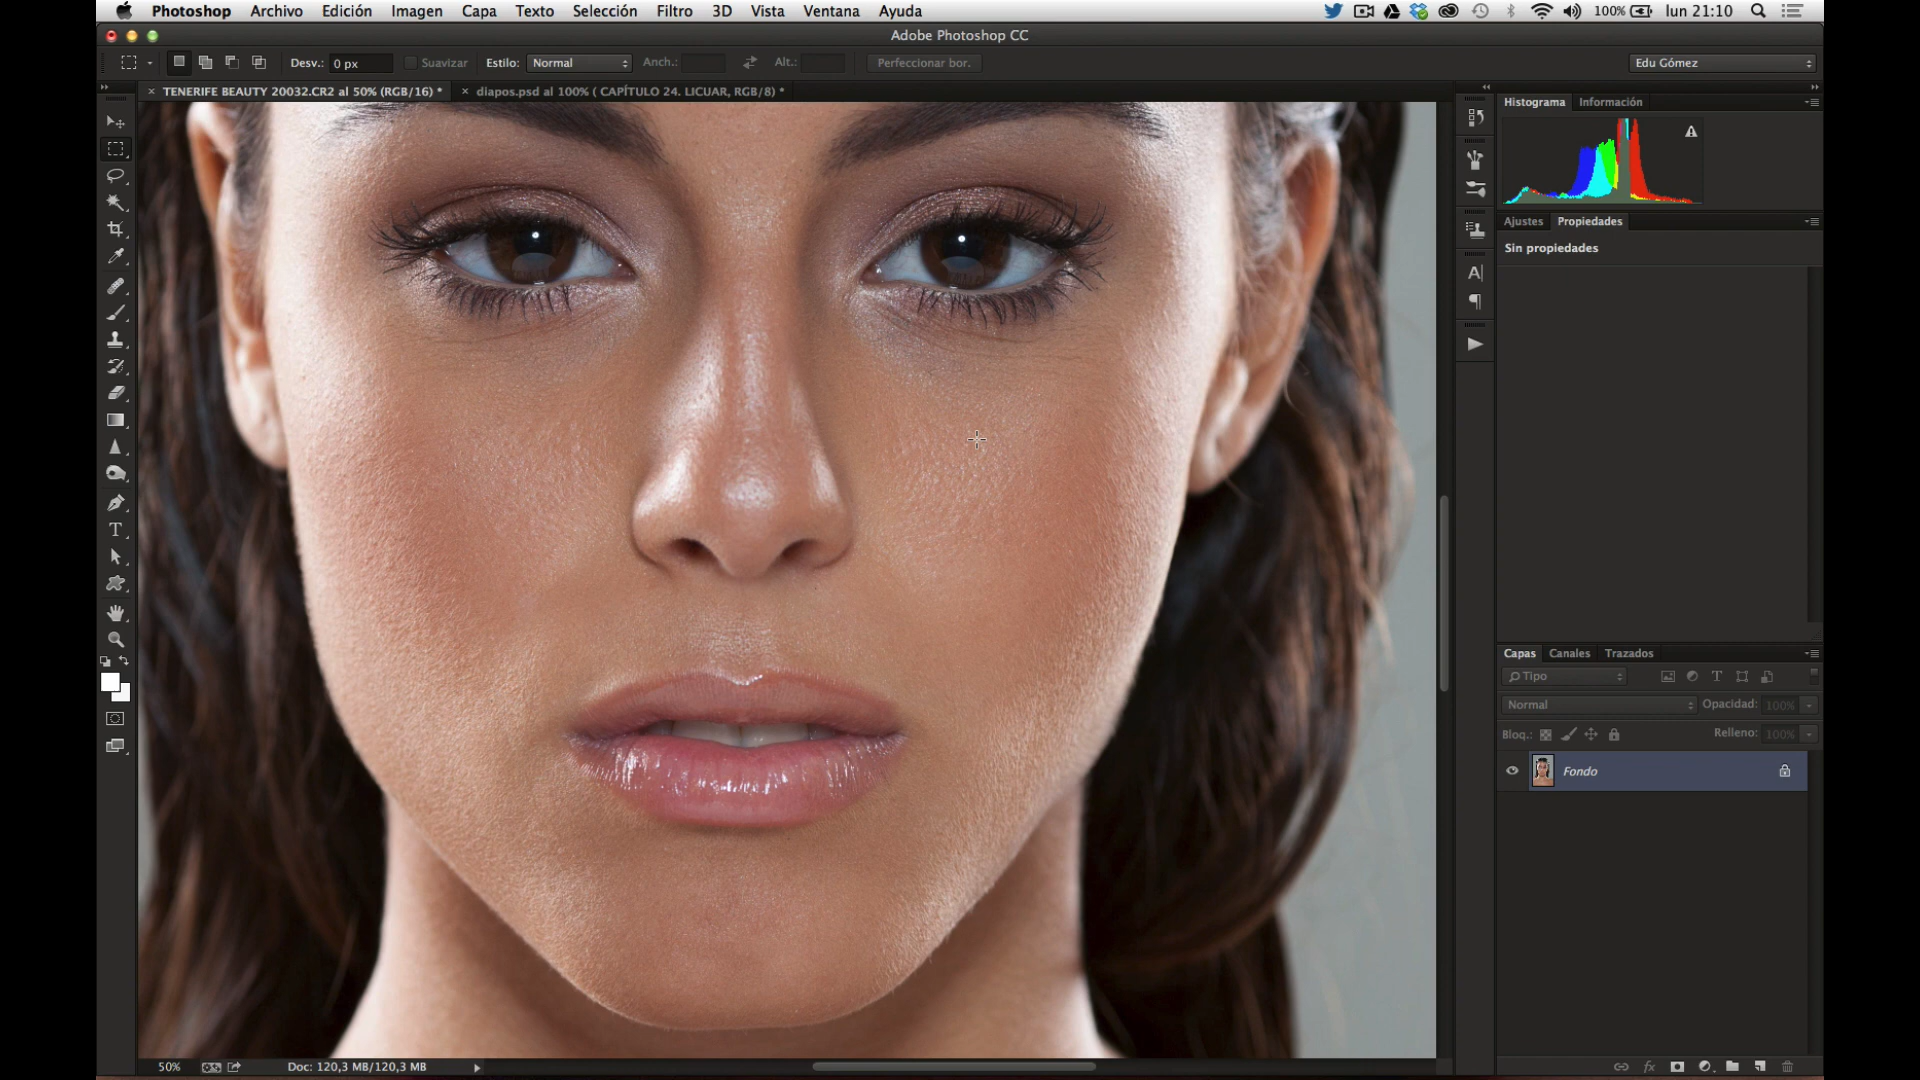 Photoshop Archivo Edición Imagen Capa Texto Selección Filtro 3D Vista Ventana Ayuda 100% lun 21:10
Adobe Photoshop CC
Desv.: 0 px Suavizar Estilo: Normal Anch.: Alt.: Perfeccionar bor. Edu Gómez
TENERIFE BEAUTY 20032.CR2 al 50% (RGB/16) * diapos.psd al 100% ( CAPÍTULO 24. LICUAR, RGB/8) *
Histograma Información
Ajustes Propiedades
Sin propiedades
Capas Canales Trazados
Tipo
Normal Opacidad: 100%
Bloq.: Relleno: 100%
Fondo
50% Doc: 120,3 MB/120,3 MB